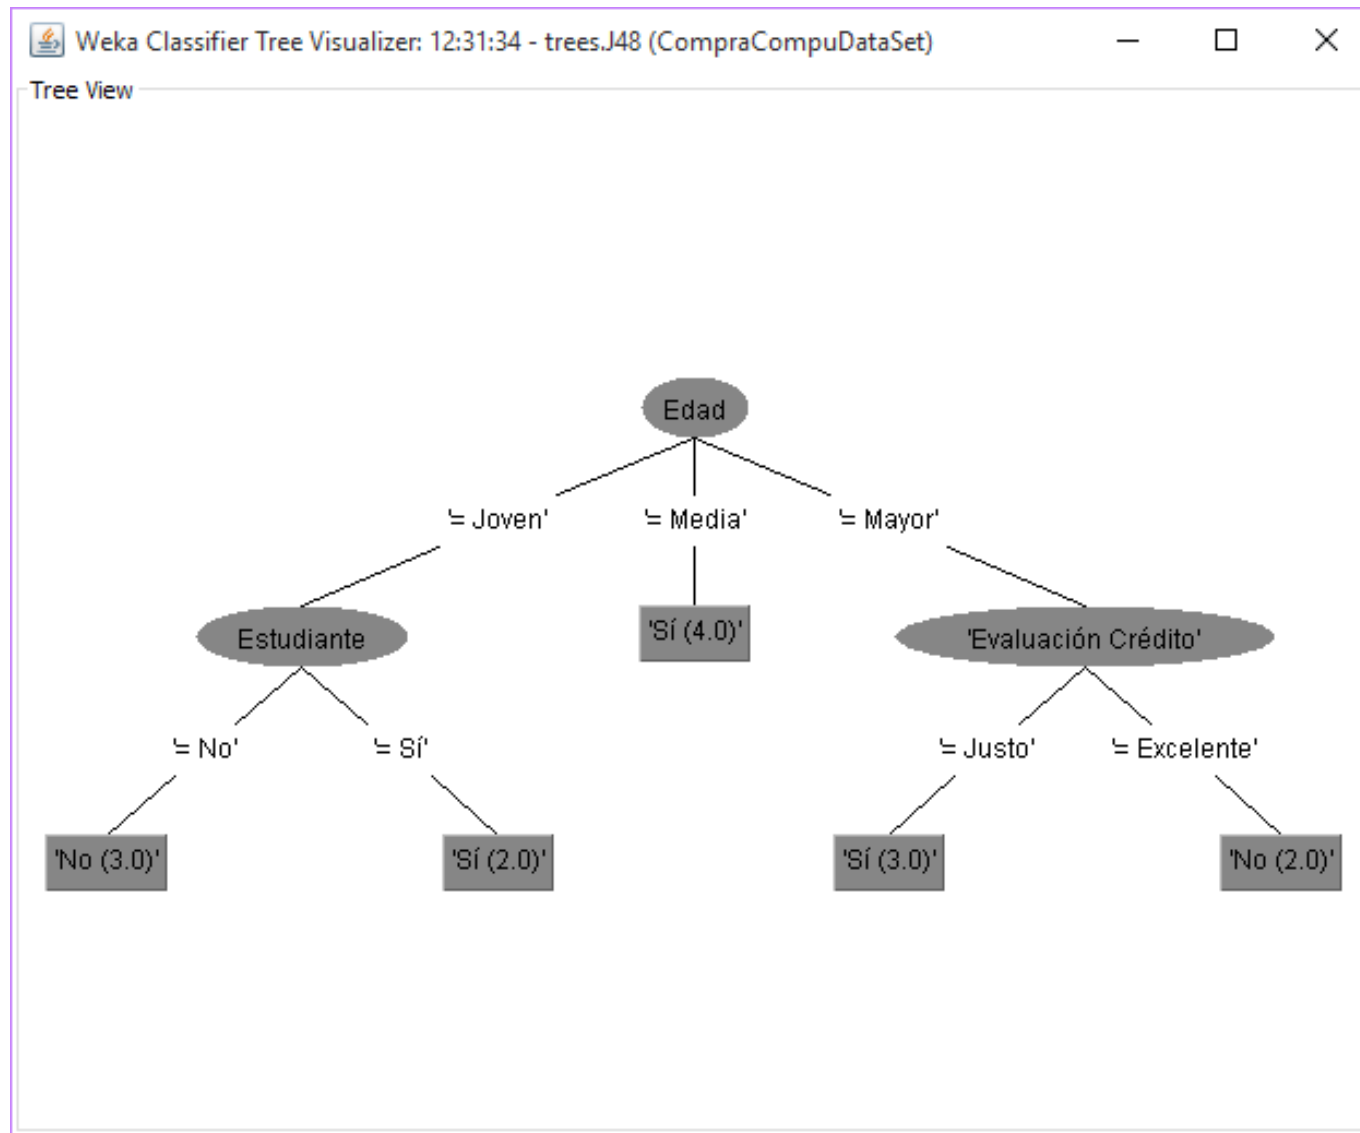 Weka Classifier Tree Visualizer: 12:31:34 - trees.J48 (CompraCompuDataSet)
Tree View
Edad
'= Joven' '= Media' '= Mayor'
Estudiante 'Sí (4.0)' 'Evaluación Crédito'
'= No' '= Sí' '= Justo' '= Excelente'
'No (3.0)' 'Sí (2.0)' 'Sí (3.0)' 'No (2.0)'